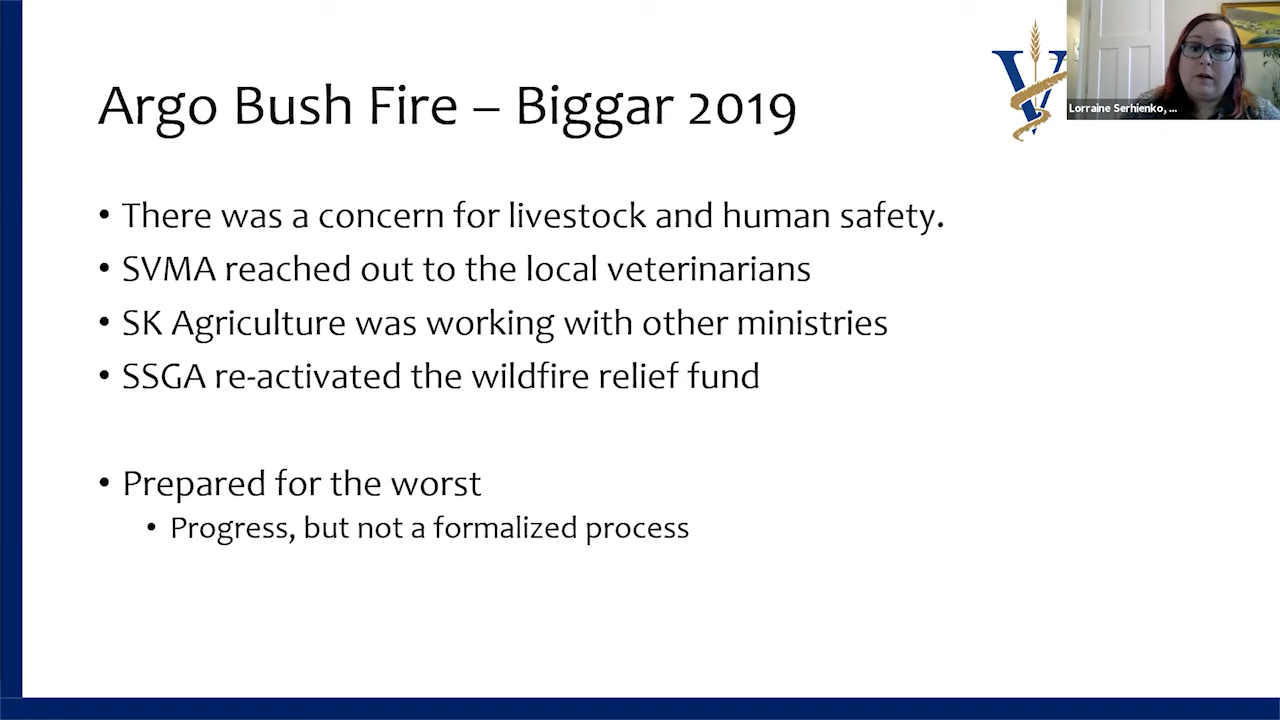 Argo Bush Fire – Biggar 2019
Lorraine Serhienko, ...
• There was a concern for livestock and human safety.
• SVMA reached out to the local veterinarians
• SK Agriculture was working with other ministries
• SSGA re-activated the wildfire relief fund
• Prepared for the worst
• Progress, but not a formalized process